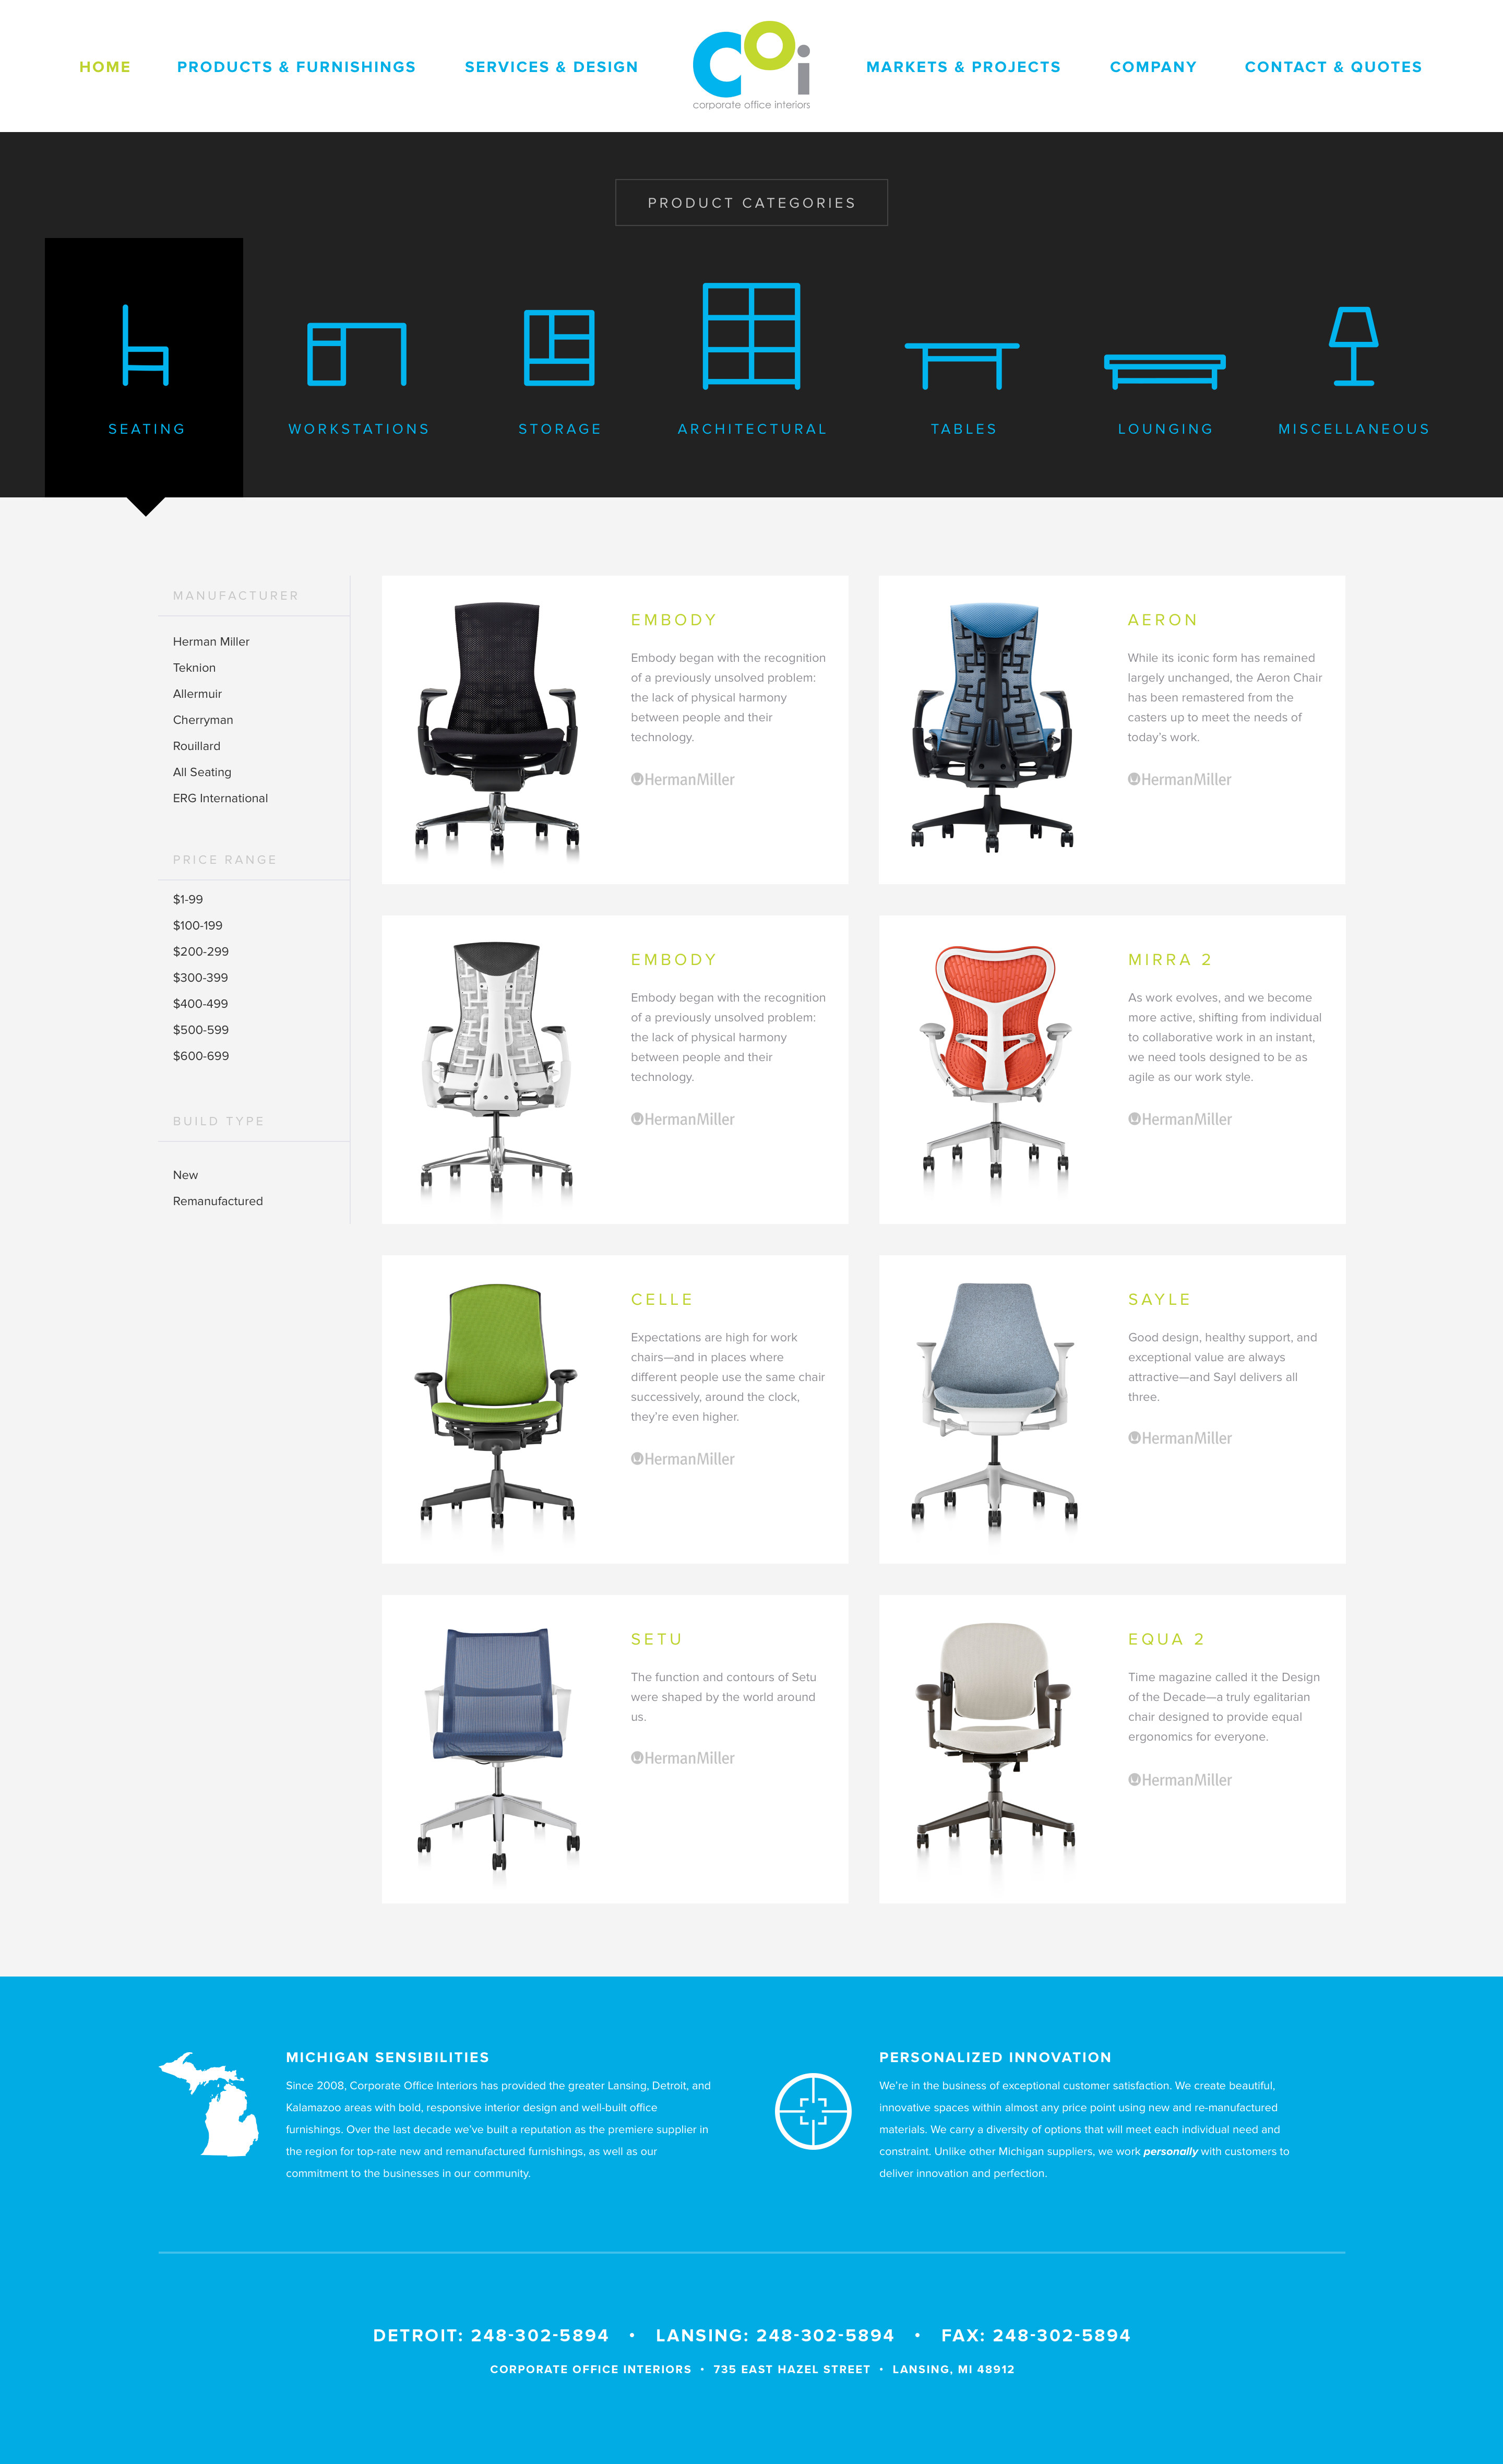 HOME
PRODUCTS & FURNISHINGS
SERVICES & DESIGN
coi
corporate office interiors
MARKETS & PROJECTS
COMPANY
CONTACT & QUOTES
PRODUCT CATEGORIES
SEATING
WORKSTATIONS
STORAGE
ARCHITECTURAL
TABLES
LOUNGING
MISCELLANEOUS
MANUFACTURER
Herman Miller
Teknion
Allermuir
Cherryman
Rouillard
All Seating
ERG International
PRICE RANGE
$1-99
$100-199
$200-299
$300-399
$400-499
$500-599
$600-699
BUILD TYPE
New
Remanufactured
EMBODY
Embody began with the recognition
of a previously unsolved problem:
the lack of physical harmony
between people and their
technology.
HermanMiller
AERON
While its iconic form has remained
largely unchanged, the Aeron Chair
has been remastered from the
casters up to meet the needs of
today's work.
HermanMiller
EMBODY
Embody began with the recognition
of a previously unsolved problem:
the lack of physical harmony
between people and their
technology.
HermanMiller
MIRRA 2
As work evolves, and we become
more active, shifting from individual
to collaborative work in an instant,
we need tools designed to be as
agile as our work style.
HermanMiller
CELLE
Expectations are high for work
chairs—and in places where
different people use the same chair
successively, around the clock,
they're even higher.
HermanMiller
SAYLE
Good design, healthy support, and
exceptional value are always
attractive—and Sayl delivers all
three.
HermanMiller
SETU
The function and contours of Setu
were shaped by the world around
us.
HermanMiller
EQUA 2
Time magazine called it the Design
of the Decade—a truly egalitarian
chair designed to provide equal
ergonomics for everyone.
HermanMiller
MICHIGAN SENSIBILITIES
Since 2008, Corporate Office Interiors has provided the greater Lansing, Detroit, and
Kalamazoo areas with bold, responsive interior design and well-built office
furnishings. Over the last decade we've built a reputation as the premiere supplier in
the region for top-rate new and remanufactured furnishings, as well as our
commitment to the businesses in our community.
PERSONALIZED INNOVATION
We're in the business of exceptional customer satisfaction. We create beautiful,
innovative spaces within almost any price point using new and re-manufactured
materials. We carry a diversity of options that will meet each individual need and
constraint. Unlike other Michigan suppliers, we work personally with customers to
deliver innovation and perfection.
DETROIT: 248-302-5894 • LANSING: 248-302-5894 • FAX: 248-302-5894
CORPORATE OFFICE INTERIORS • 735 EAST HAZEL STREET • LANSING, MI 48912